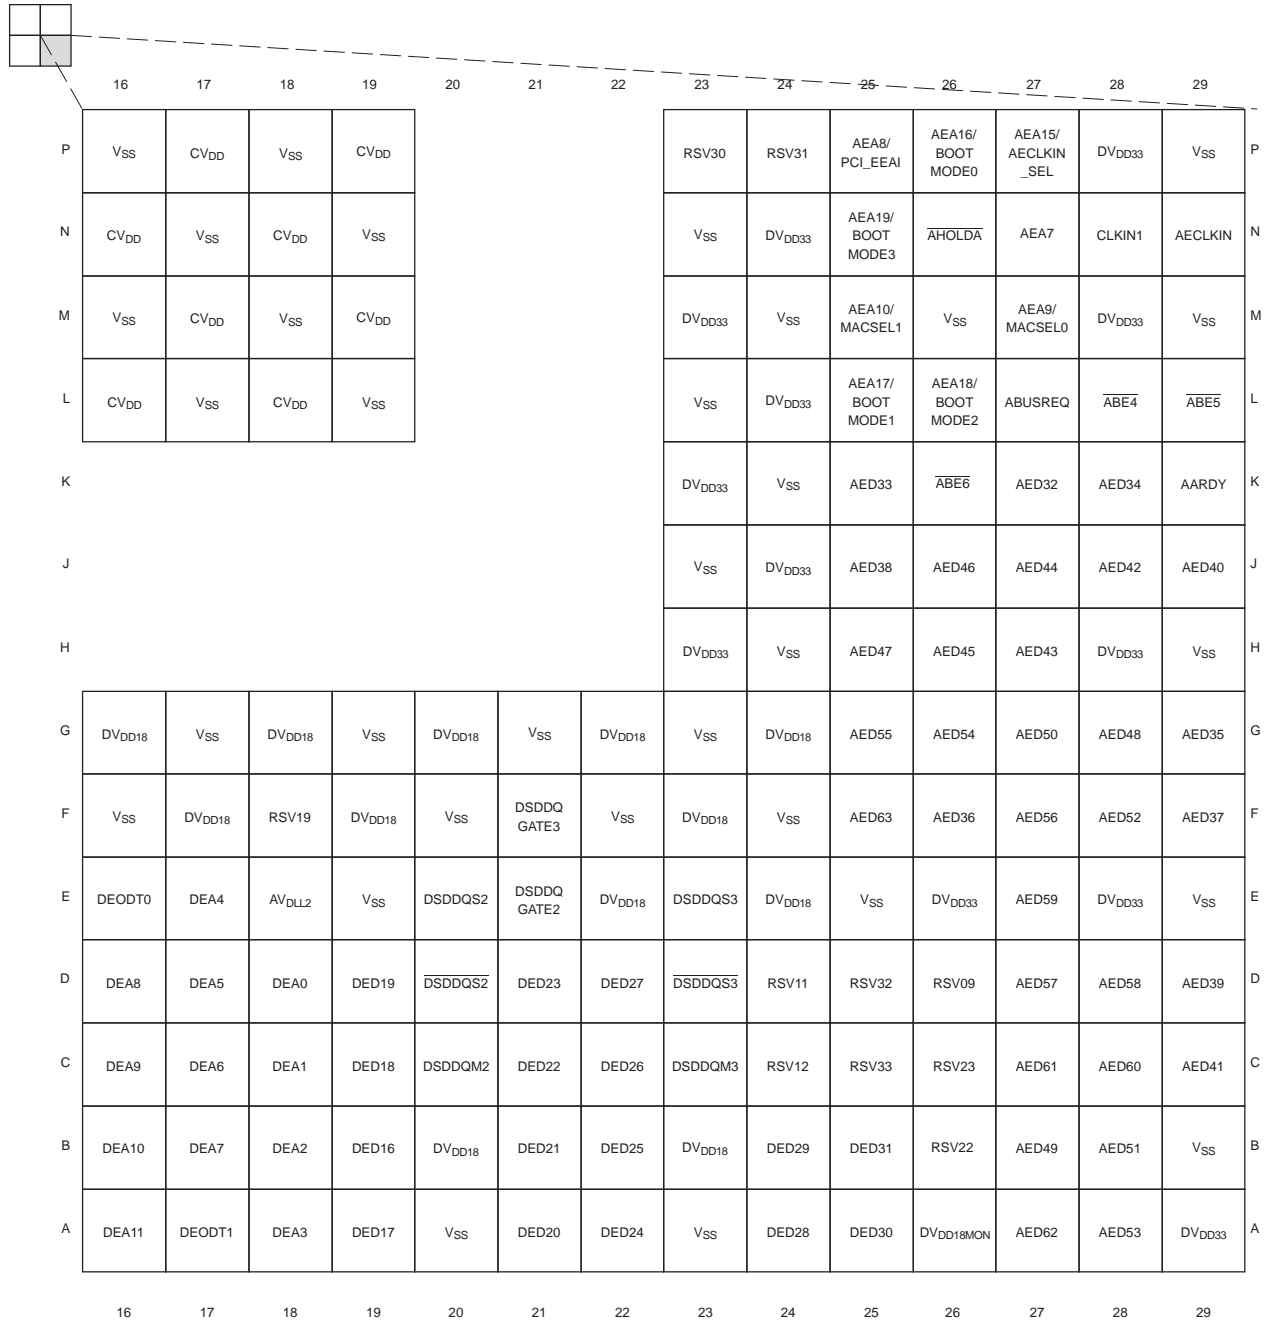 16 17 18 19 20 21 22 23 24 25 26 27 28 29
P VSS CVDD VSS CVDD RSV30 RSV31 AEA8/ PCI_EEAI AEA16/ BOOT MODE0 AEA15/ AECLKIN _SEL DVDD33 VSS P
N CVDD VSS CVDD VSS VSS DVDD33 AEA19/ BOOT MODE3 AHOLDA AEA7 CLKIN1 AECLKIN N
M VSS CVDD VSS CVDD DVDD33 VSS AEA10/ MACSEL1 VSS AEA9/ MACSEL0 DVDD33 VSS M
L CVDD VSS CVDD VSS VSS DVDD33 AEA17/ BOOT MODE1 AEA18/ BOOT MODE2 ABUSREQ ABE4 ABE5 L
K DVDD33 VSS AED33 ABE6 AED32 AED34 AARDY K
J VSS DVDD33 AED38 AED46 AED44 AED42 AED40 J
H DVDD33 VSS AED47 AED45 AED43 DVDD33 VSS H
G DVDD18 VSS DVDD18 VSS DVDD18 VSS DVDD18 VSS DVDD18 AED55 AED54 AED50 AED48 AED35 G
F VSS DVDD18 RSV19 DVDD18 VSS DSDDQ GATE3 VSS DVDD18 VSS AED63 AED36 AED56 AED52 AED37 F
E DEODT0 DEA4 AVDLL2 VSS DSDDQS2 DSDDQ GATE2 DVDD18 DSDDQS3 DVDD18 VSS DVDD33 AED59 DVDD33 VSS E
D DEA8 DEA5 DEA0 DED19 DSDDQS2 DED23 DED27 DSDDQS3 RSV11 RSV32 RSV09 AED57 AED58 AED39 D
C DEA9 DEA6 DEA1 DED18 DSDDQM2 DED22 DED26 DSDDQM3 RSV12 RSV33 RSV23 AED61 AED60 AED41 C
B DEA10 DEA7 DEA2 DED16 DVDD18 DED21 DED25 DVDD18 DED29 DED31 RSV22 AED49 AED51 VSS B
A DEA11 DEODT1 DEA3 DED17 VSS DED20 DED24 VSS DED28 DED30 DVDD18MON AED62 AED53 DVDD33 A
16 17 18 19 20 21 22 23 24 25 26 27 28 29